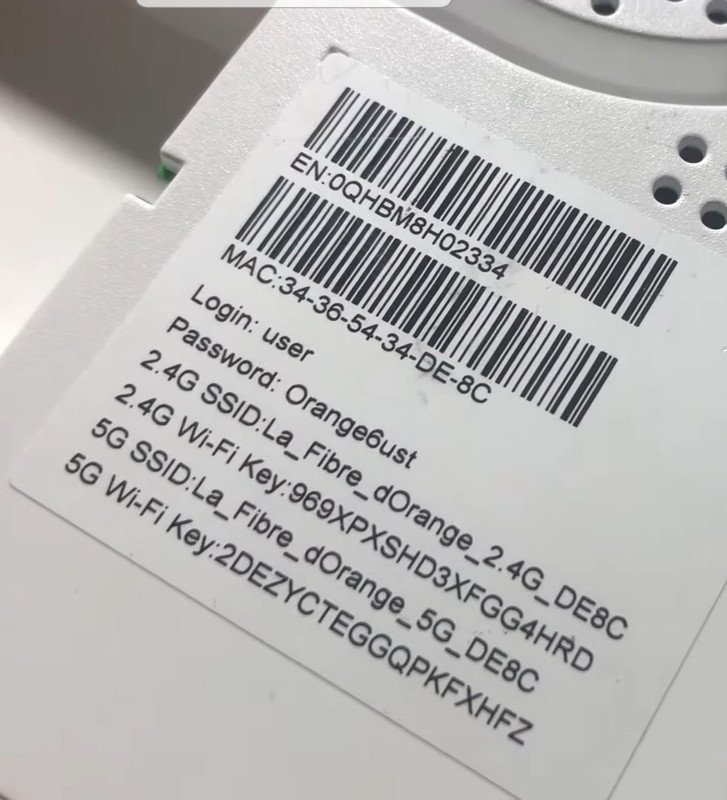 EN:0QHBM8H02334
MAC:34-36-54-34-DE-8C
Login: user
Password: Orange6ust
2.4G SSID:La_Fibre_dOrange_2.4G_DE8C
2.4G Wi-Fi Key:969XPXSHD3XFGG4HRD
5G SSID:La_Fibre_dOrange_5G_DE8C
5G Wi-Fi Key:2DEZYCTEGGQPKFXHFZ